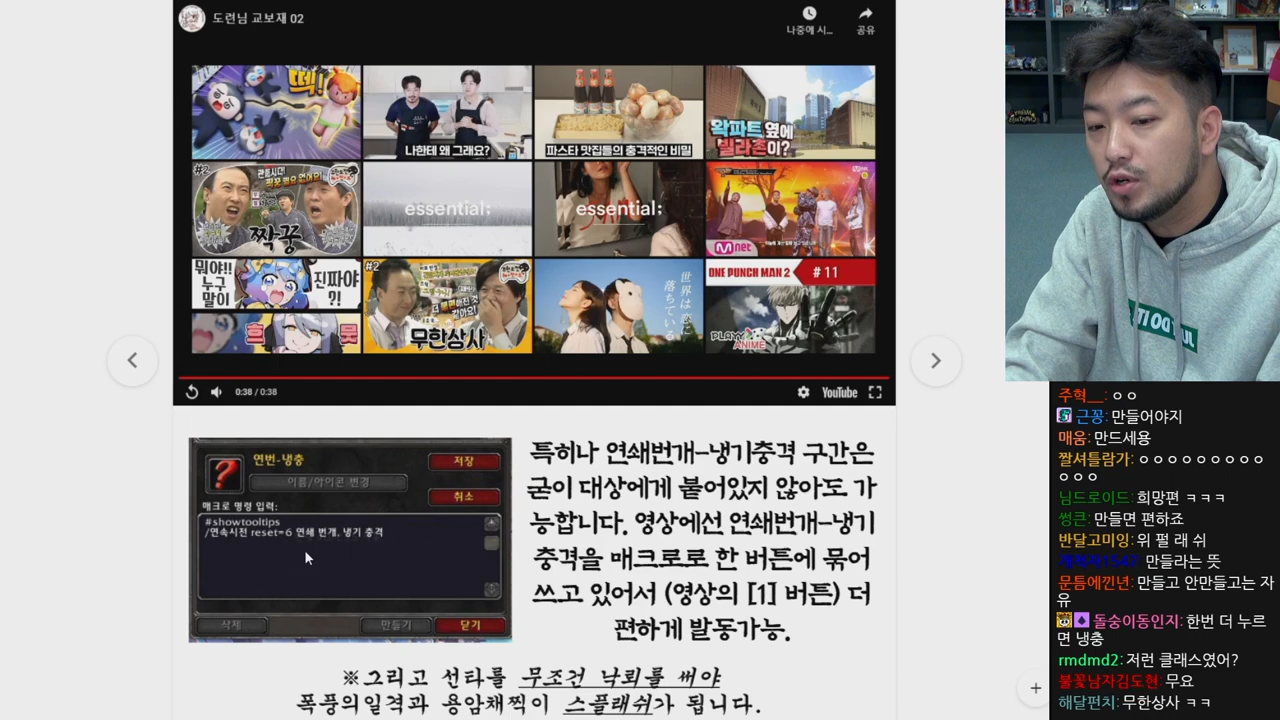 도련님 교보재 02
나중에 시...
공유
떽!
나한테 왜 그래요?
파스타 맛집들의 충격적인 비밀
왁파트 옆에
빌라촌이?
#2
짝꿍
essential;
essential;
Mnet
뭐야!!
누구
말이
진짜야
?!
흐
뭇
#2
무한상사
世界は恋に
落ちている
ONE PUNCH MAN 2
# 11
PLAY
ANIME
0:38 / 0:38
YouTube
연번-냉충
이름/아이콘 변경
저장
취소
매크로 명령 입력:
#showtooltips
/연속시전 reset=6 연쇄 번개, 냉기 충격
삭제
만들기
닫기
특히나 연쇄번개-냉기충격 구간은
굳이 대상에게 붙어있지 않아도 가
능합니다. 영상에선 연쇄번개-냉기
충격을 매크로로 한 버튼에 묶어
쓰고 있어서 (영상의 [1] 버튼) 더
편하게 발동가능.
※그리고 선타를 무조건 낙뢰를 써야
폭풍의일격과 용암채찍이 스플래쉬가 됩니다.
주혁__: ㅇㅇ
근꽁: 만들어야지
매움: 만드세용
짤셔틀람가: ㅇㅇㅇㅇㅇㅇㅇㅇㅇ
ㅇㅇㅇ
님드로이드: 희망편 ㅋㅋㅋ
썽큰: 만들면 편하죠
반달고미잉: 위 펄 래 쉬
만들라는 뜻
문틈에낀년: 만들고 안만들고는 자
유
돌숭이동인지: 한번 더 누르
면 냉충
rmdmd2: 저런 클래스였어?
불꽃남자김도현: 무요
해달펀치: 무한상사 ㅋㅋ